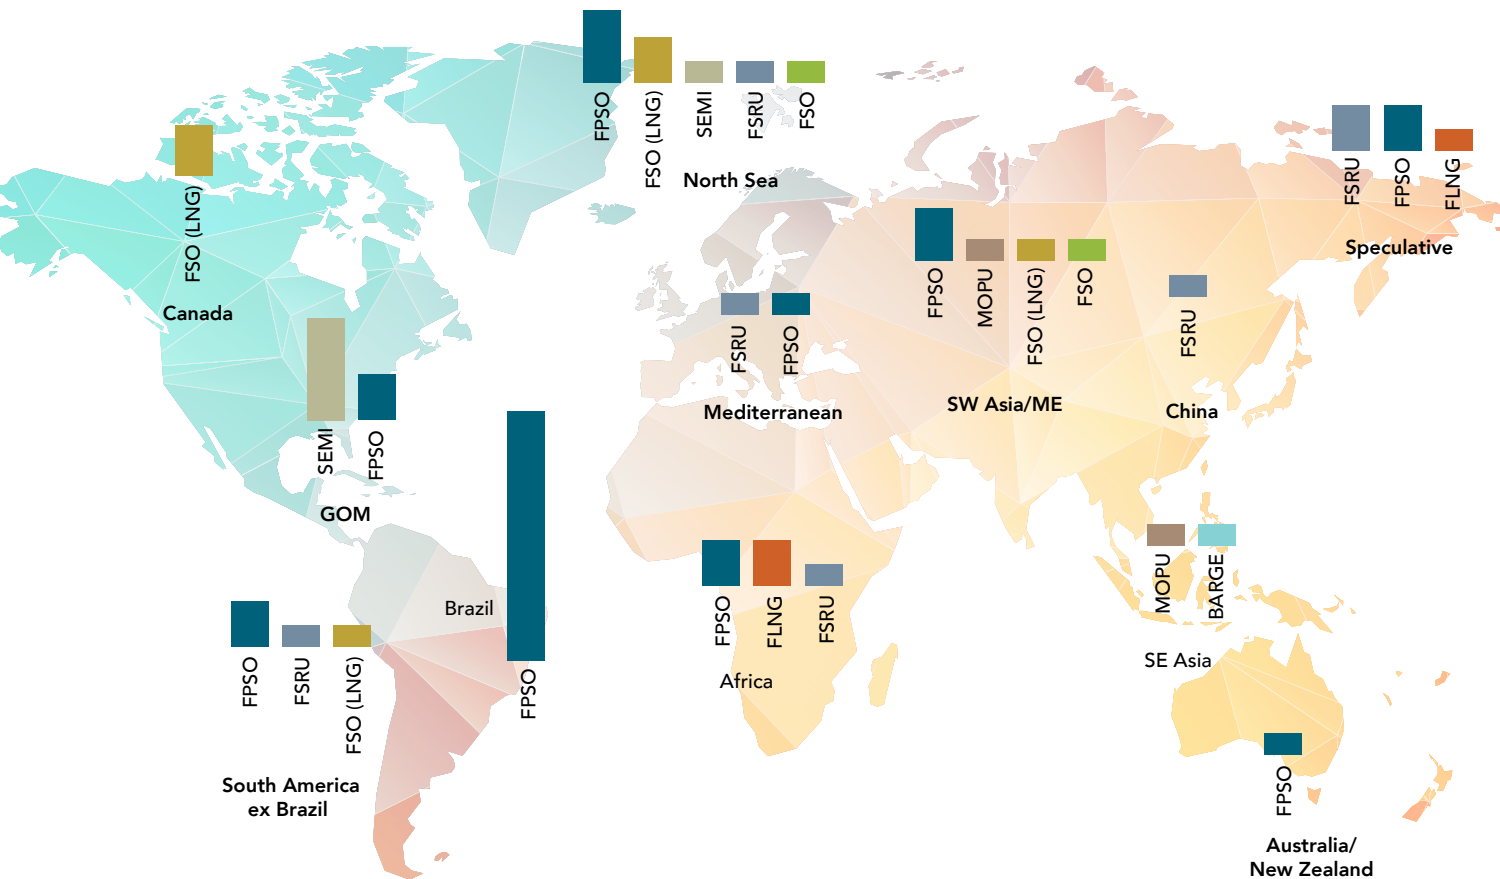 FPSO
FSO (LNG)
SEMI
FSRU
FSO
North Sea
FSRU
FPSO
FLNG
Speculative
FSO (LNG)
Canada
FPSO
MOPU
FSO (LNG)
FSO
SW Asia/ME
FSRU
China
FSRU
FPSO
Mediterranean
SEMI
FPSO
GOM
FPSO
Brazil
FPSO
FLNG
FSRU
Africa
MOPU
BARGE
SE Asia
FPSO
FSRU
FSO (LNG)
South America
ex Brazil
FPSO
Australia/
New Zealand